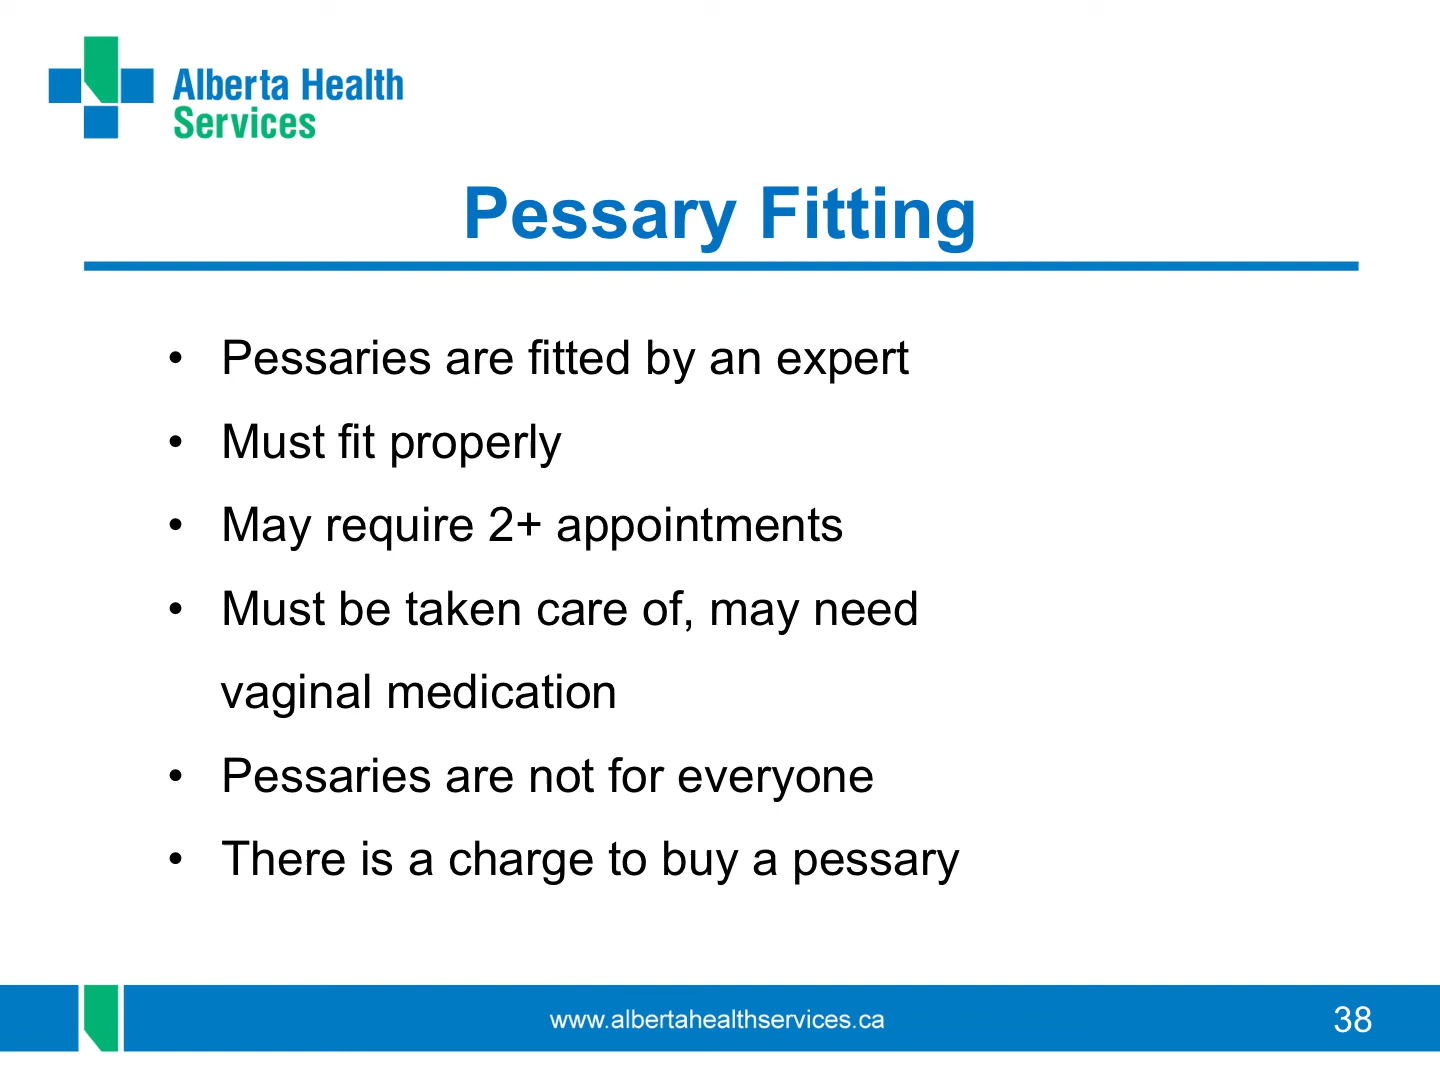 Alberta Health
Services
Pessary Fitting
• Pessaries are fitted by an expert
• Must fit properly
• May require 2+ appointments
• Must be taken care of, may need
vaginal medication
• Pessaries are not for everyone
• There is a charge to buy a pessary
www.albertahealthservices.ca
38